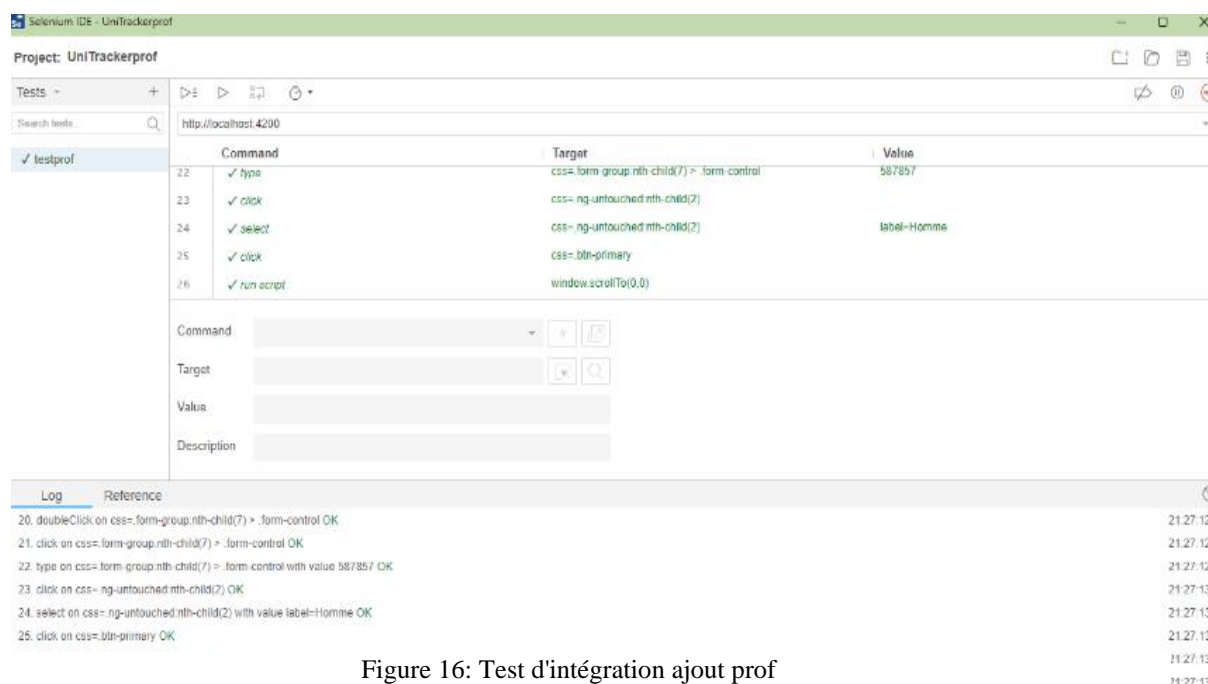 Selenium IDE - UniTrackerprof
Project: UniTrackerprof
Tests
Search tests...
http://localhost:4200
✓ testprof
Command Target Value
22 ✓ type css=.form-group:nth-child(7) > .form-control 587857
23 ✓ click css=.ng-untouched:nth-child(2)
24 ✓ select css=.ng-untouched:nth-child(2) label=Homme
25 ✓ click css=.btn-primary
26 ✓ run script window.scrollTo(0,0)
Command
Target
Value
Description
Log Reference
20. doubleClick on css=.form-group:nth-child(7) > .form-control OK 21:27:12
21. click on css=.form-group:nth-child(7) > .form-control OK 21:27:12
22. type on css=.form-group:nth-child(7) > .form-control with value 587857 OK 21:27:12
23. click on css=.ng-untouched:nth-child(2) OK 21:27:13
24. select on css=.ng-untouched:nth-child(2) with value label=Homme OK 21:27:13
25. click on css=.btn-primary OK 21:27:13
21:27:13
21:27:13
Figure 16: Test d'intégration ajout prof